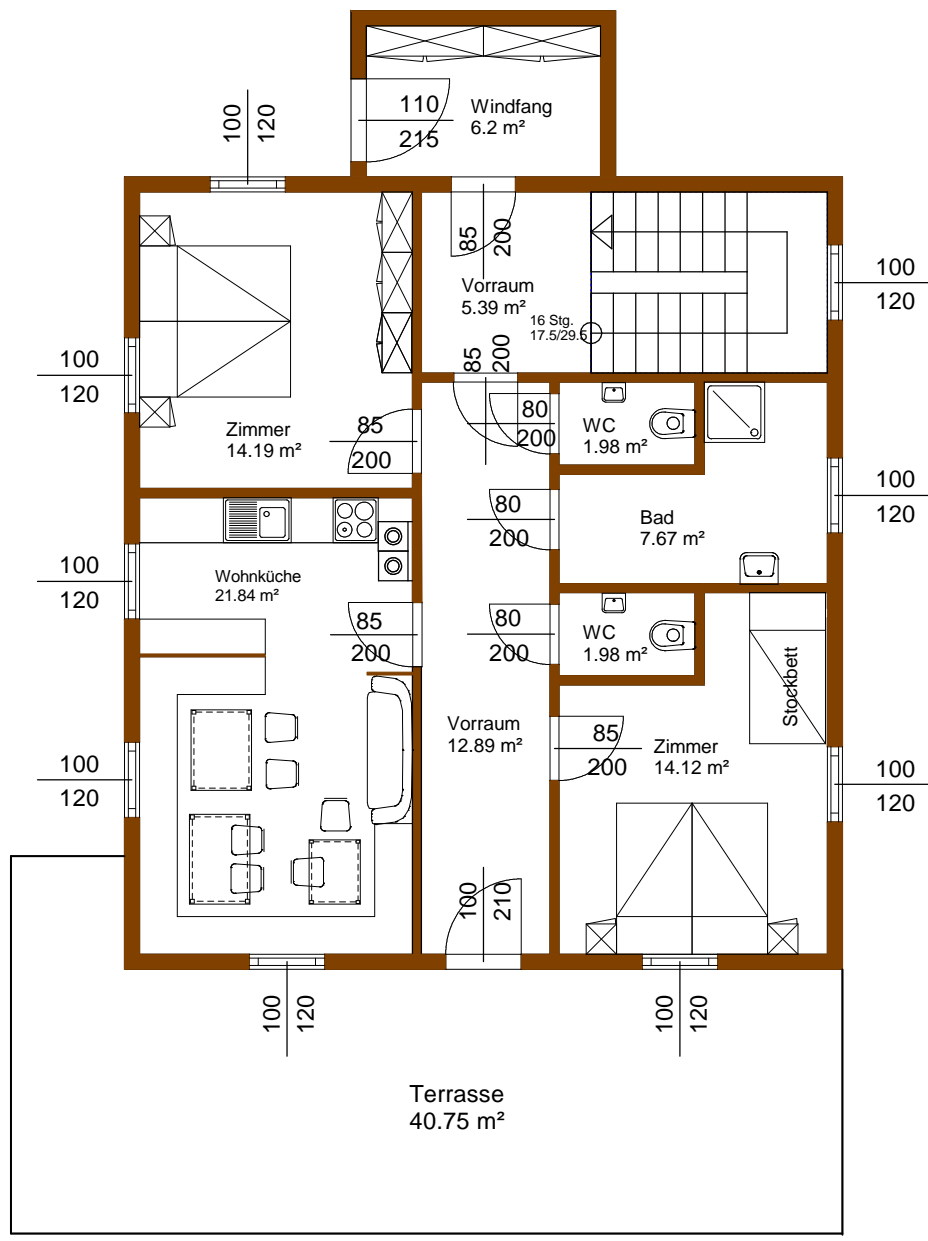 110
215
Windfang
6.2 m²
100
120
85
200
Vorraum
5.39 m²
16 Stg.
17.5/29.5
100
120
100
120
85
200
Zimmer
14.19 m²
85
200
80
200
WC
1.98 m²
100
120
80
200
Bad
7.67 m²
100
120
Wohnküche
21.84 m²
85
200
80
200
WC
1.98 m²
Stockbett
Vorraum
12.89 m²
85
200
Zimmer
14.12 m²
100
120
100
120
100
210
100
120
100
120
Terrasse
40.75 m²